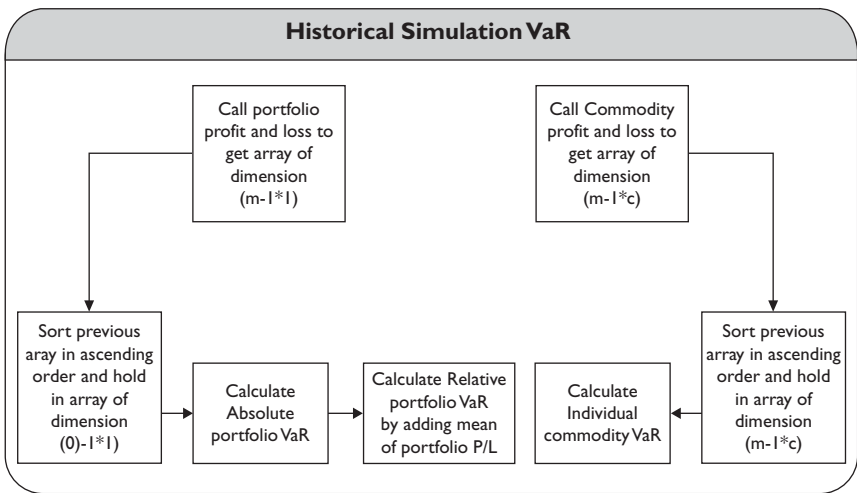 Historical Simulation VaR
Call portfolio
profit and loss to
get array of
dimension
(m-1*1)
Call Commodity
profit and loss to
get array of
dimension
(m-1*c)
Sort previous
aray in ascending
order and hold
in array of
dimension
(0)-1*1)
Calculate
Absolute
portfolio VaR
Calculate Relative
portfolio VaR
by adding mean
of portfolio P/L
Calculate
Individual
commodity VaR
Sort previous
array in ascending
order and hold
in array of
dimension
(m-1*c)